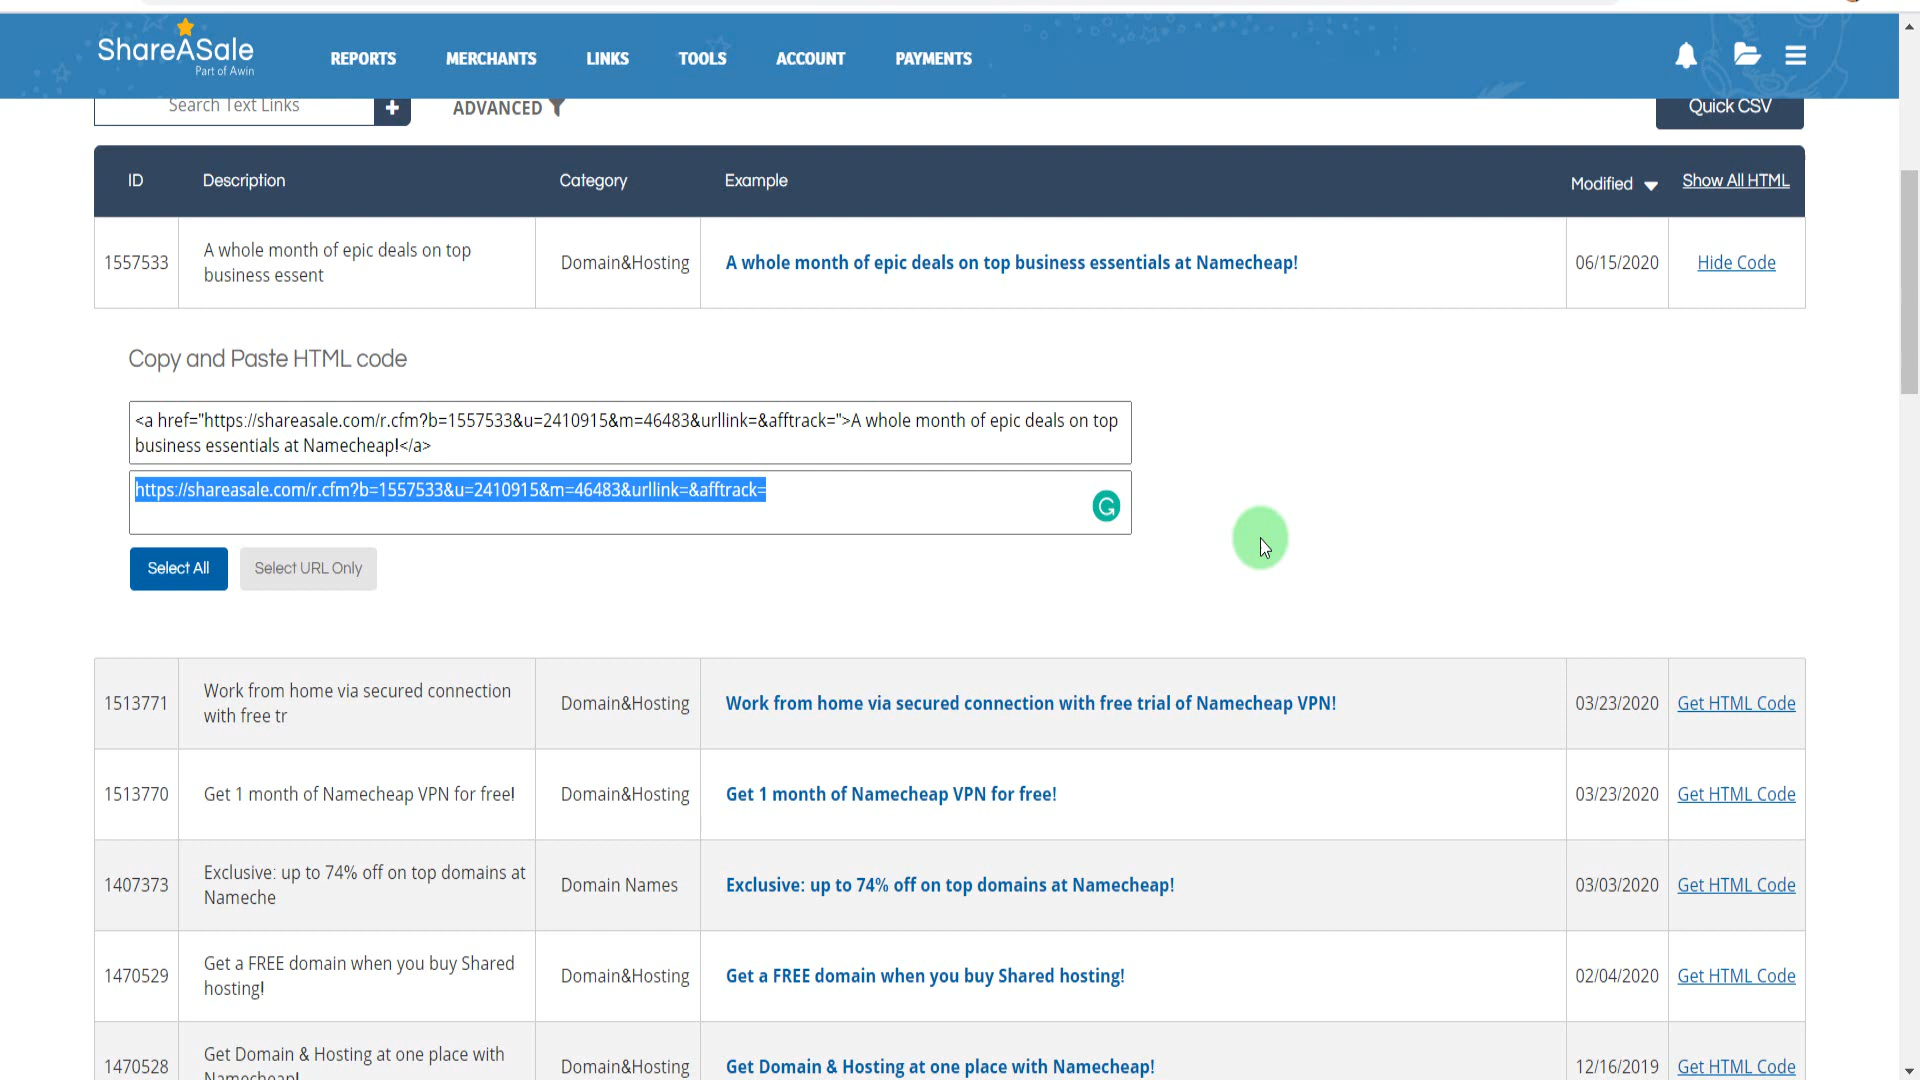 ShareASale
Part of Awin
REPORTS MERCHANTS LINKS TOOLS ACCOUNT PAYMENTS
Search Text Links + ADVANCED Quick CSV
ID Description Category Example Modified Show All HTML
1557533 A whole month of epic deals on top business essent Domain&Hosting A whole month of epic deals on top business essentials at Namecheap! 06/15/2020 Hide Code
Copy and Paste HTML code
<a href="https://shareasale.com/r.cfm?b=1557533&u=2410915&m=46483&urllink=&afftrack=">A whole month of epic deals on top
business essentials at Namecheap!</a>
https://shareasale.com/r.cfm?b=1557533&u=2410915&m=46483&urllink=&afftrack=
Select All Select URL Only
1513771 Work from home via secured connection with free tr Domain&Hosting Work from home via secured connection with free trial of Namecheap VPN! 03/23/2020 Get HTML Code
1513770 Get 1 month of Namecheap VPN for free! Domain&Hosting Get 1 month of Namecheap VPN for free! 03/23/2020 Get HTML Code
1407373 Exclusive: up to 74% off on top domains at Nameche Domain Names Exclusive: up to 74% off on top domains at Namecheap! 03/03/2020 Get HTML Code
1470529 Get a FREE domain when you buy Shared hosting! Domain&Hosting Get a FREE domain when you buy Shared hosting! 02/04/2020 Get HTML Code
1470528 Get Domain & Hosting at one place with Namecheap! Domain&Hosting Get Domain & Hosting at one place with Namecheap! 12/16/2019 Get HTML Code